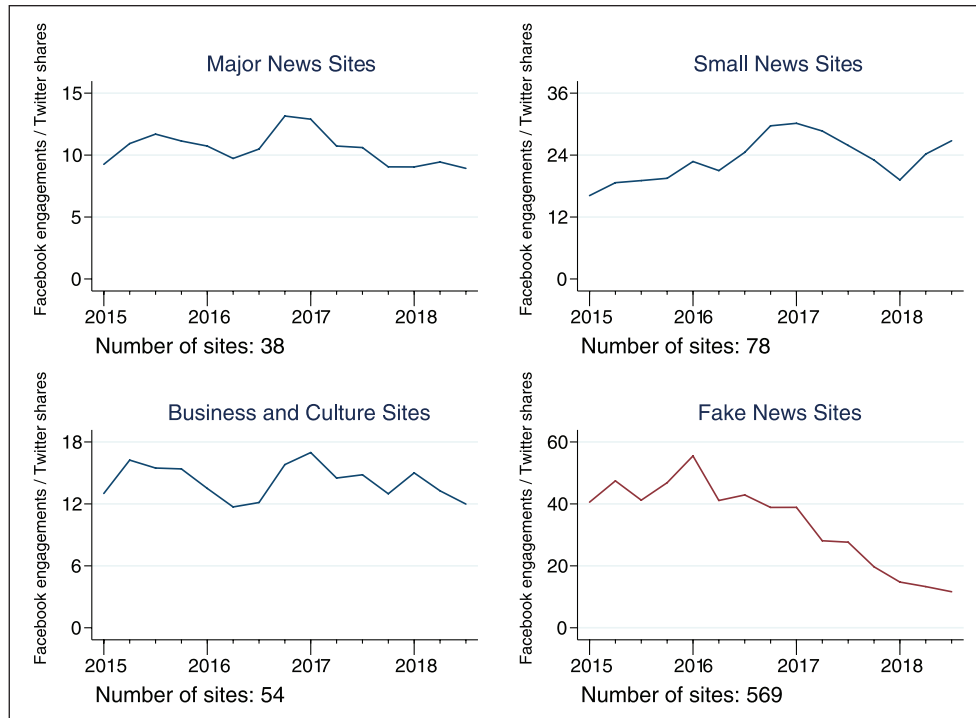 Major News Sites
Facebook engagements / Twitter shares
15
10
5
0
2015
2016
2017
2018
Number of sites: 38
Small News Sites
Facebook engagements / Twitter shares
36
24
12
0
2015
2016
2017
2018
Number of sites: 78
Business and Culture Sites
Facebook engagements / Twitter shares
18
12
6
0
2015
2016
2017
2018
Number of sites: 54
Fake News Sites
Facebook engagements / Twitter shares
60
40
20
0
2015
2016
2017
2018
Number of sites: 569